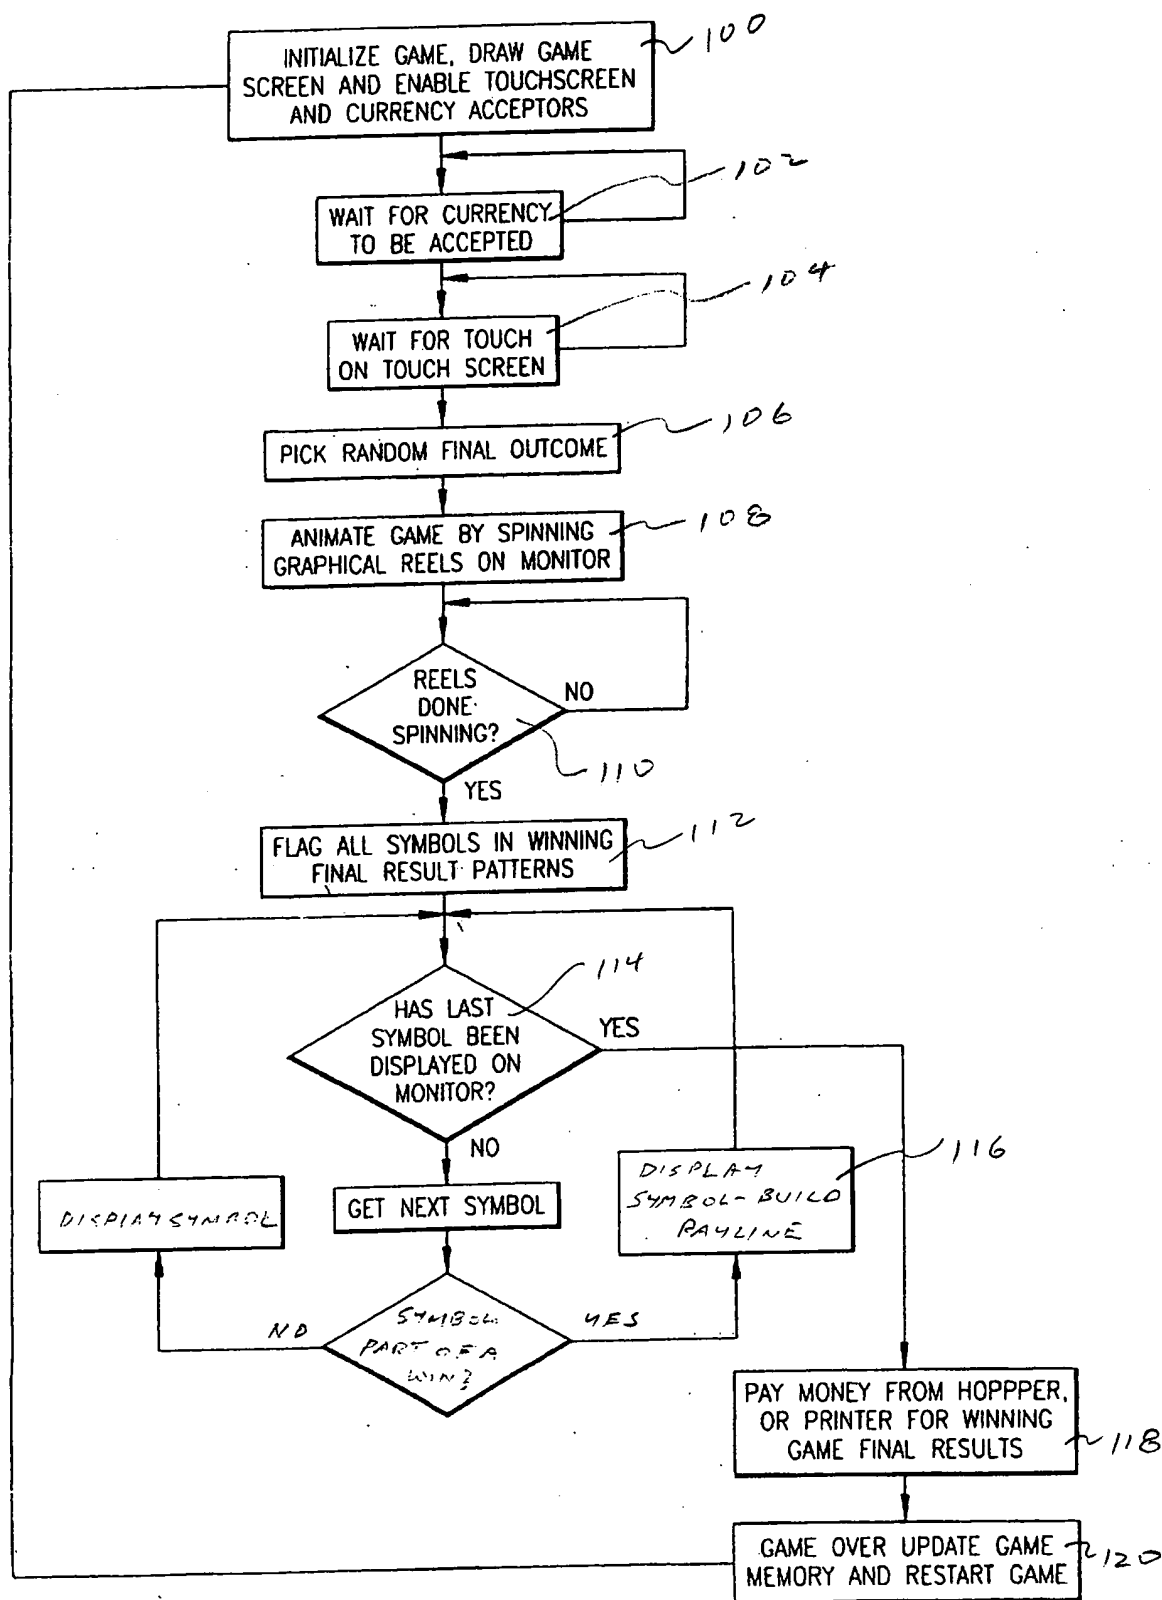 INITIALIZE GAME, DRAW GAME
SCREEN AND ENABLE TOUCHSCREEN
AND CURRENCY ACCEPTORS
100
WAIT FOR CURRENCY
TO BE ACCEPTED
102
WAIT FOR TOUCH
ON TOUCH SCREEN
104
PICK RANDOM FINAL OUTCOME
106
ANIMATE GAME BY SPINNING
GRAPHICAL REELS ON MONITOR
108
REELS
DONE
SPINNING?
NO
110
YES
FLAG ALL SYMBOLS IN WINNING
FINAL RESULT PATTERNS
112
HAS LAST
SYMBOL BEEN
DISPLAYED ON
MONITOR?
114
YES
NO
DISPLAY SYMBOL
GET NEXT SYMBOL
DISPLAY
SYMBOL-BUILD
PAYLINE
116
SYMBOL
PART OF A
WIN?
NO
YES
PAY MONEY FROM HOPPPER,
OR PRINTER FOR WINNING
GAME FINAL RESULTS
118
GAME OVER UPDATE GAME
MEMORY AND RESTART GAME
120